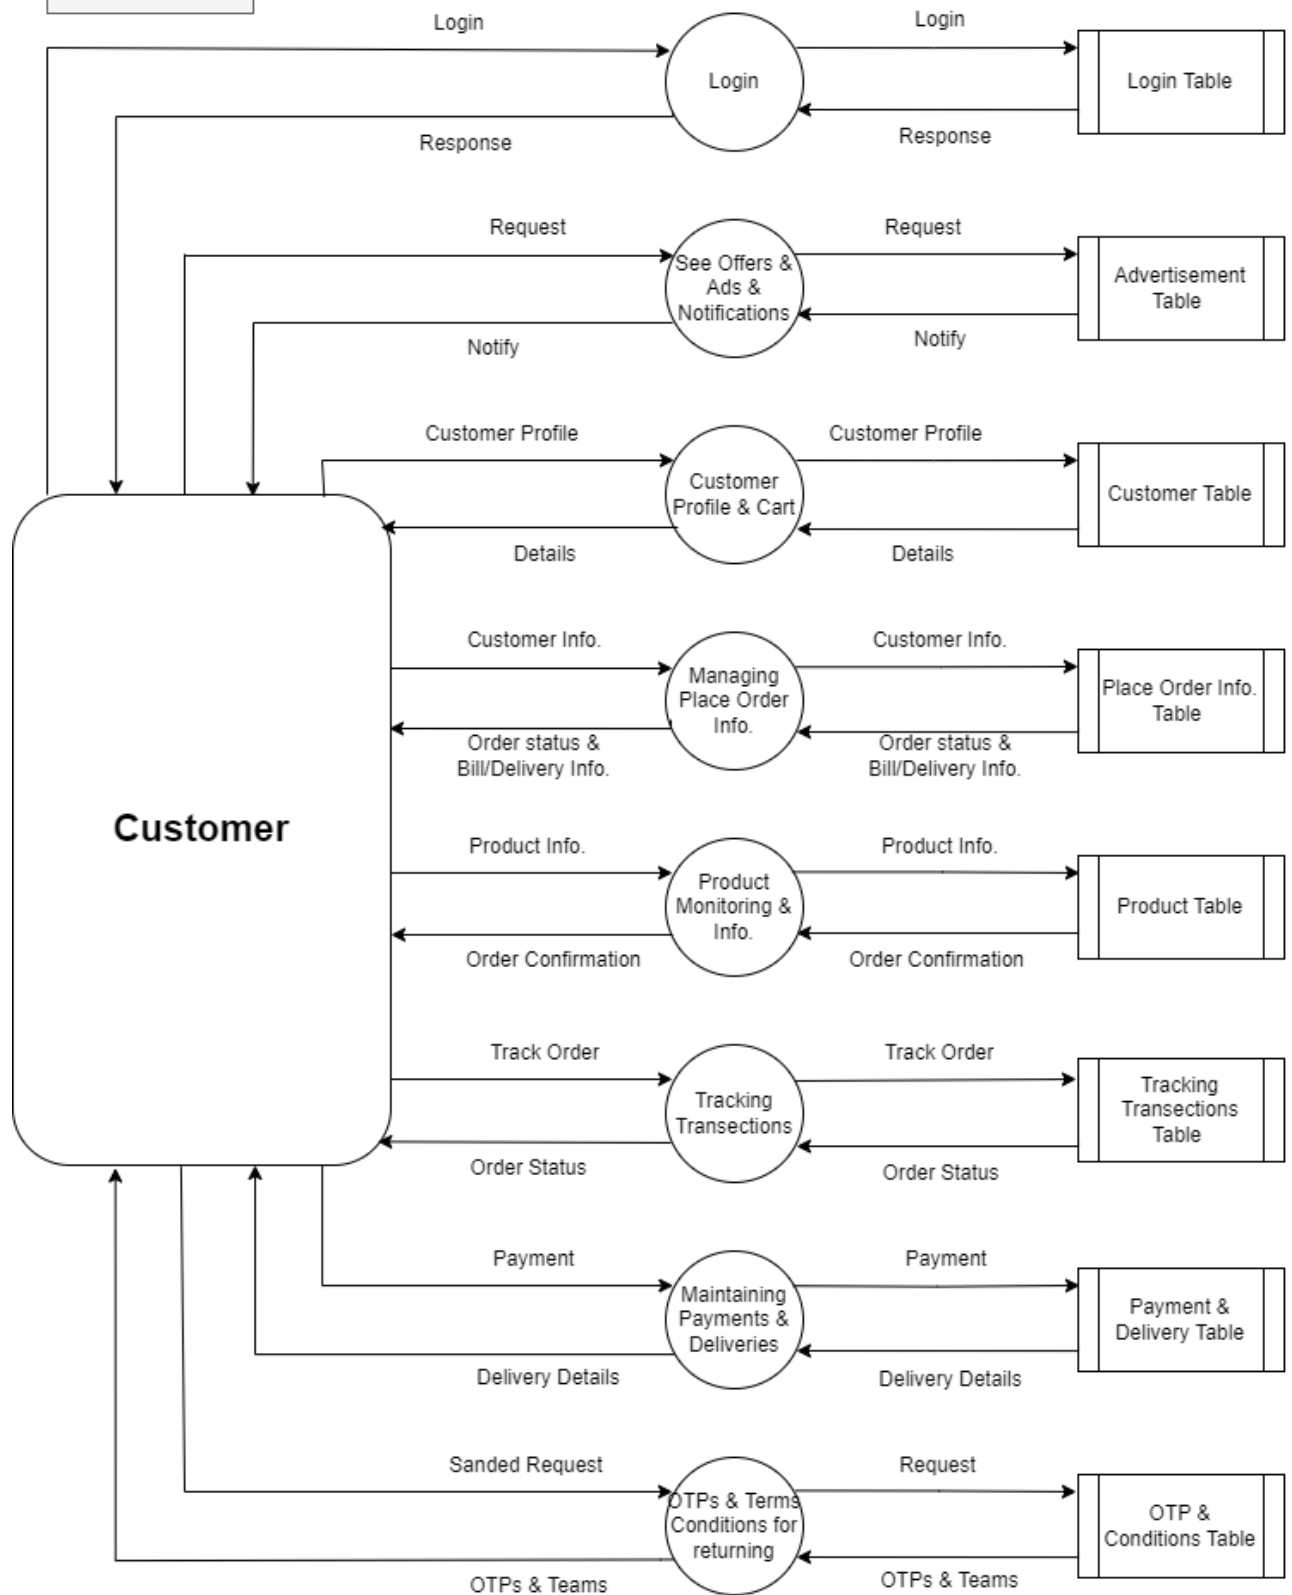 Login
Login
Login
Login Table
Response
Response
Request
Request
See Offers &
Ads &
Notifications
Advertisement
Table
Notify
Notify
Customer Profile
Customer Profile
Customer
Profile & Cart
Customer Table
Details
Details
Customer Info.
Customer Info.
Managing
Place Order
Info.
Place Order Info.
Table
Order status &
Bill/Delivery Info.
Order status &
Bill/Delivery Info.
Customer
Product Info.
Product Info.
Product
Monitoring &
Info.
Product Table
Order Confirmation
Order Confirmation
Track Order
Track Order
Tracking
Transections
Tracking
Transections
Table
Order Status
Order Status
Payment
Payment
Maintaining
Payments &
Deliveries
Payment &
Delivery Table
Delivery Details
Delivery Details
Sanded Request
Request
OTPs & Terms
Conditions for
returning
OTP &
Conditions Table
OTPs & Teams
OTPs & Teams